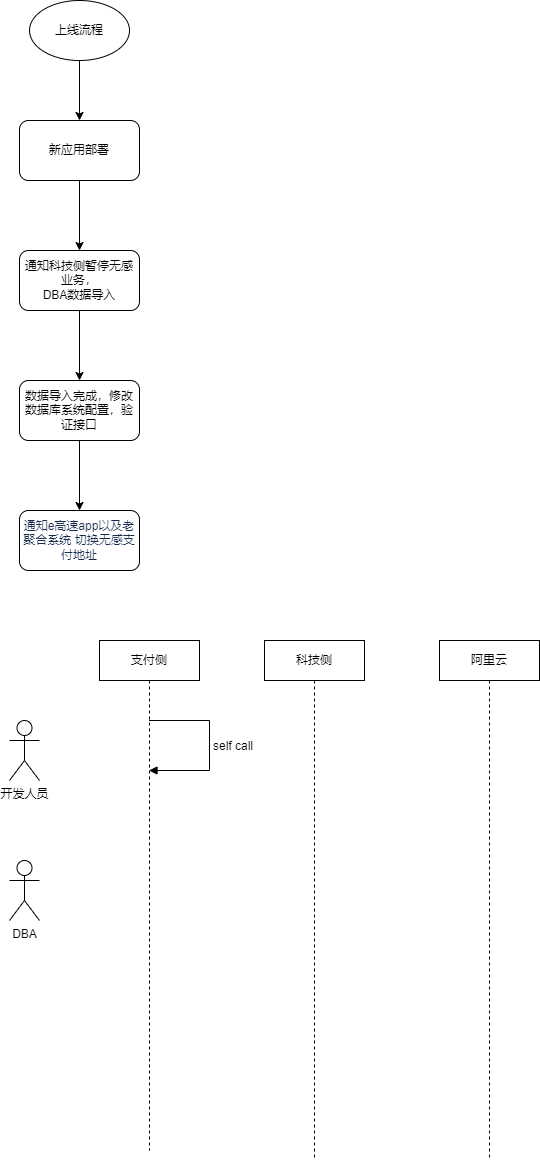 上线流程
新应用部署
通知科技侧暂停无感
业务，
DBA数据导入
数据导入完成，修改
数据库系统配置，验
证接口
通知e高速app以及老
聚合系统 切换无感支
付地址
支付侧
科技侧
阿里云
self call
开发人员
DBA